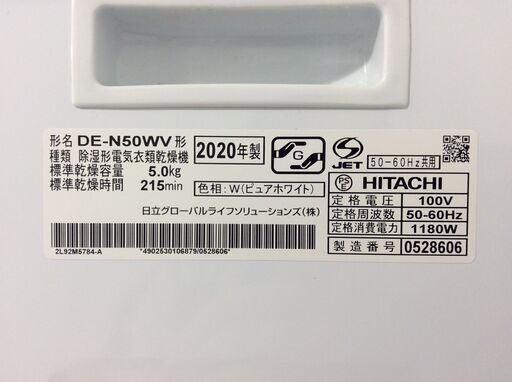 形名 DE-N50WV 形
種類 除湿形電気衣類乾燥機
標準乾燥容量 5.0kg
標準乾燥時間 215min
2020年製
色相:W(ピュアホワイト)
日立グローバルライフソリューションズ(株)
2L92M5784-A
*4902530106879/0528606*
G
S
JET
50-60Hz共用
PS
E
HITACHI
定格電圧 100V
定格周波数 50-60Hz
定格消費電力 1180W
製造番号 0528606